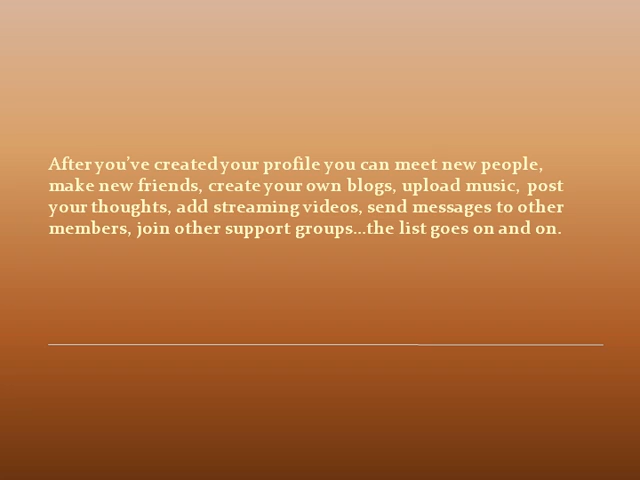 After you’ve created your profile you can meet new people,
make new friends, create your own blogs, upload music,  post
your thoughts, add streaming videos, send messages to other
members, join other support groups…the list goes on and on.